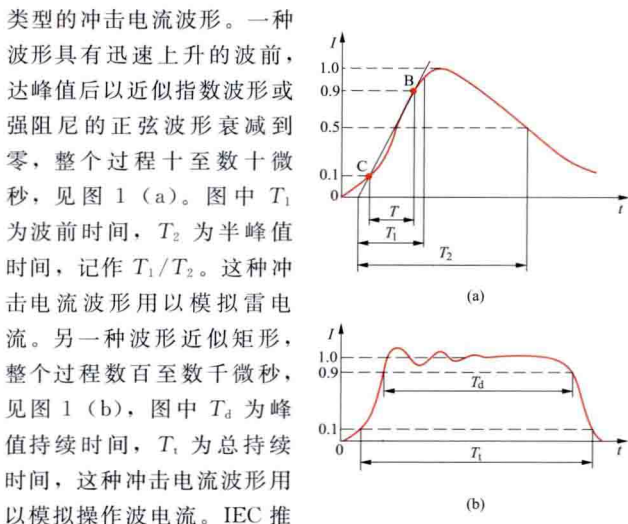 类型的冲击电流波形。一种
波形具有迅速上升的波前，
达峰值后以近似指数波形或
强阻尼的正弦波形衰减到
零，整个过程十至数十微
秒，见图 1（a）。图中 T₁
为波前时间，T₂ 为半峰值
时间，记作 T₁/T₂。这种冲
击电流波形用以模拟雷电
流。另一种波形近似矩形，
整个过程数百至数千微秒，
见图 1（b），图中 Td 为峰
值持续时间，Tt 为总持续
时间，这种冲击电流波形用
以模拟操作波电流。IEC 推
I
1.0
B
0.5
C
0.1
0
T
t
T₁
T₂
(a)
I
1.0
0.9
Td
0.1
0
Tt
t
(b)